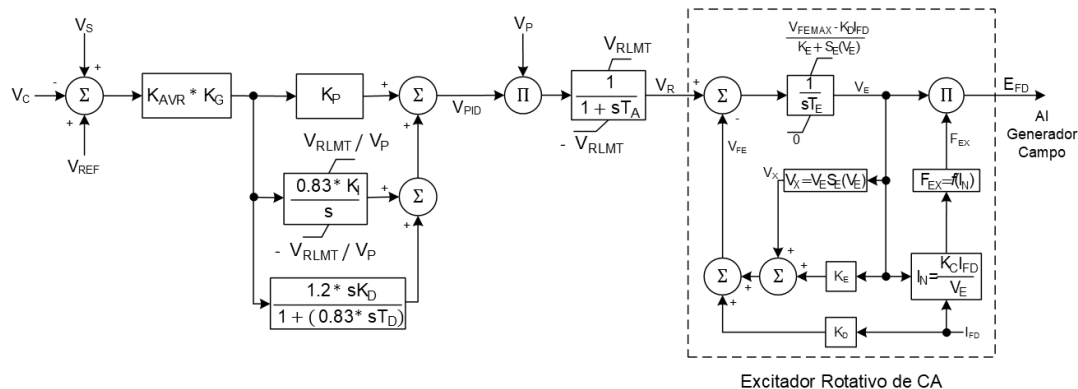 V_S
V_C
-
+
+
Σ
V_REF
K_AVR * K_G
K_P
V_RLMT / V_P
0.83* K_I
s
- V_RLMT / V_P
1.2* sK_D
1 + (0.83* sT_D)
+
Σ
+
+
Σ
+
V_PID
V_P
Π
V_RLMT
1
1 + sT_A
- V_RLMT
V_R
+
Σ
-
V_FEMAX - K_D I_FD
K_E + S_E(V_E)
1
sT_E
0
V_E
Π
E_FD
Al
Generador
Campo
V_FE
F_EX
V_X
V_X=V_E S_E(V_E)
F_EX=f(I_N)
+
Σ
+
+
Σ
+
K_E
I_N=
K_C I_FD
V_E
K_D
I_FD
Excitador Rotativo de CA